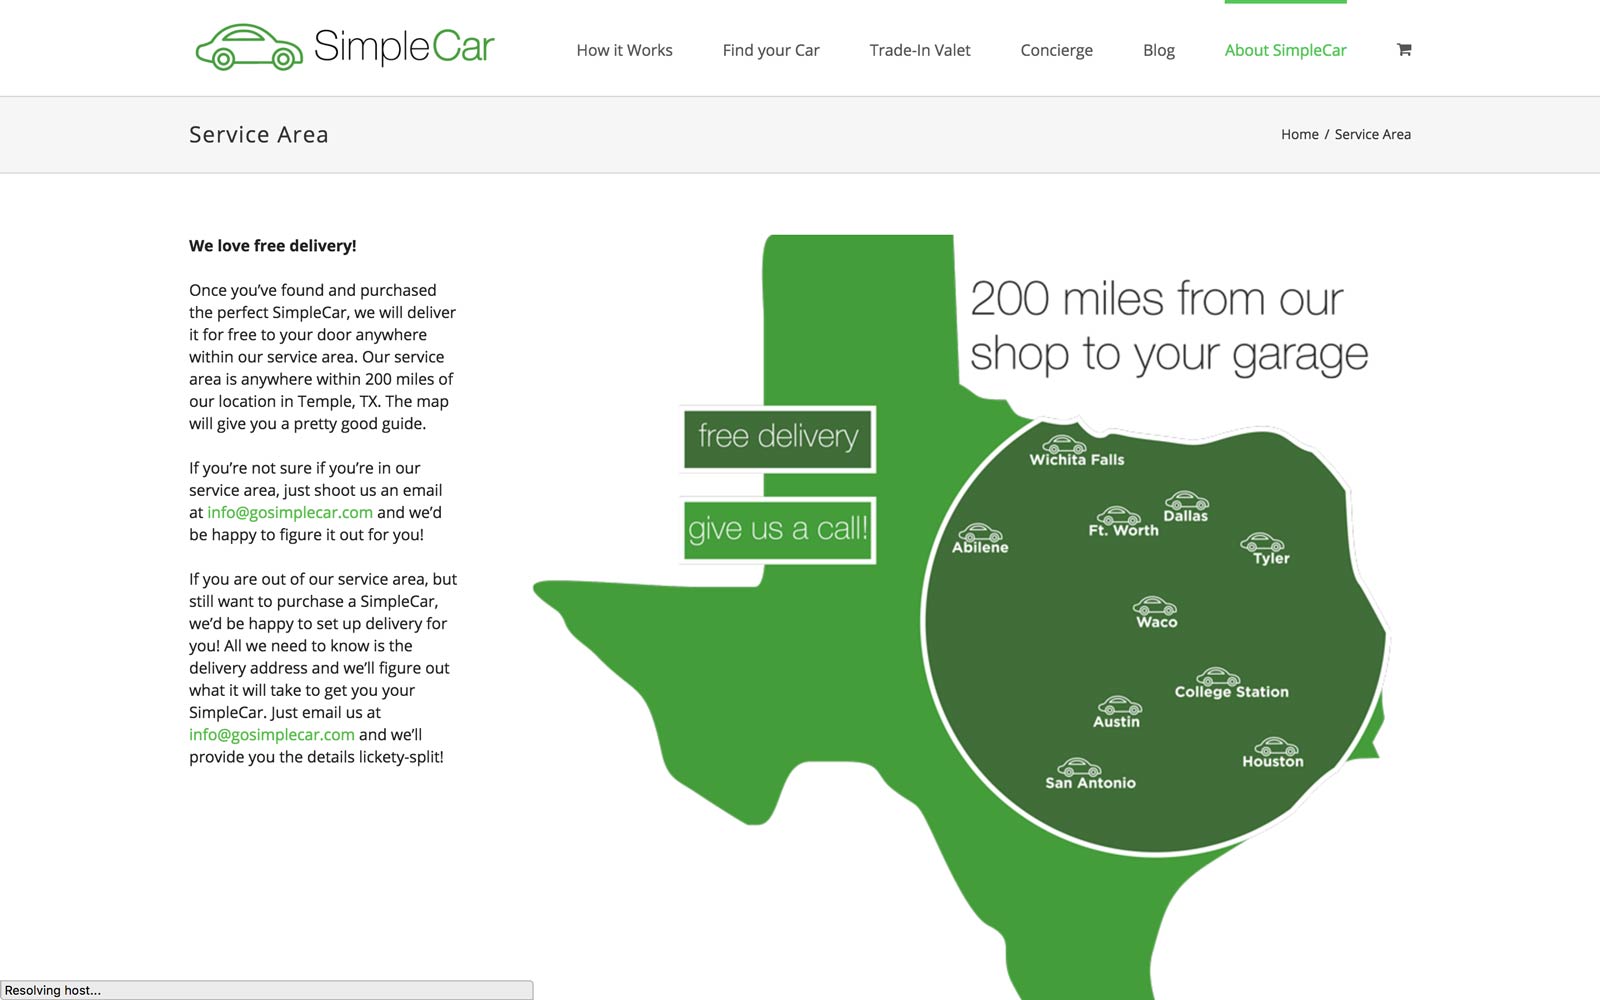 SimpleCar
How it Works
Find your Car
Trade-In Valet
Concierge
Blog
About SimpleCar
Service Area
Home / Service Area
We love free delivery!
Once you’ve found and purchased
the perfect SimpleCar, we will deliver
it for free to your door anywhere
within our service area. Our service
area is anywhere within 200 miles of
our location in Temple, TX. The map
will give you a pretty good guide.
If you’re not sure if you’re in our
service area, just shoot us an email
at info@gosimplecar.com and we’d
be happy to figure it out for you!
If you are out of our service area, but
still want to purchase a SimpleCar,
we’d be happy to set up delivery for
you! All we need to know is the
delivery address and we’ll figure out
what it will take to get you your
SimpleCar. Just email us at
info@gosimplecar.com and we’ll
provide you the details lickety-split!
200 miles from our
shop to your garage
free delivery
give us a call!
Wichita Falls
Dallas
Ft. Worth
Abilene
Tyler
Waco
College Station
Austin
Houston
San Antonio
Resolving host...